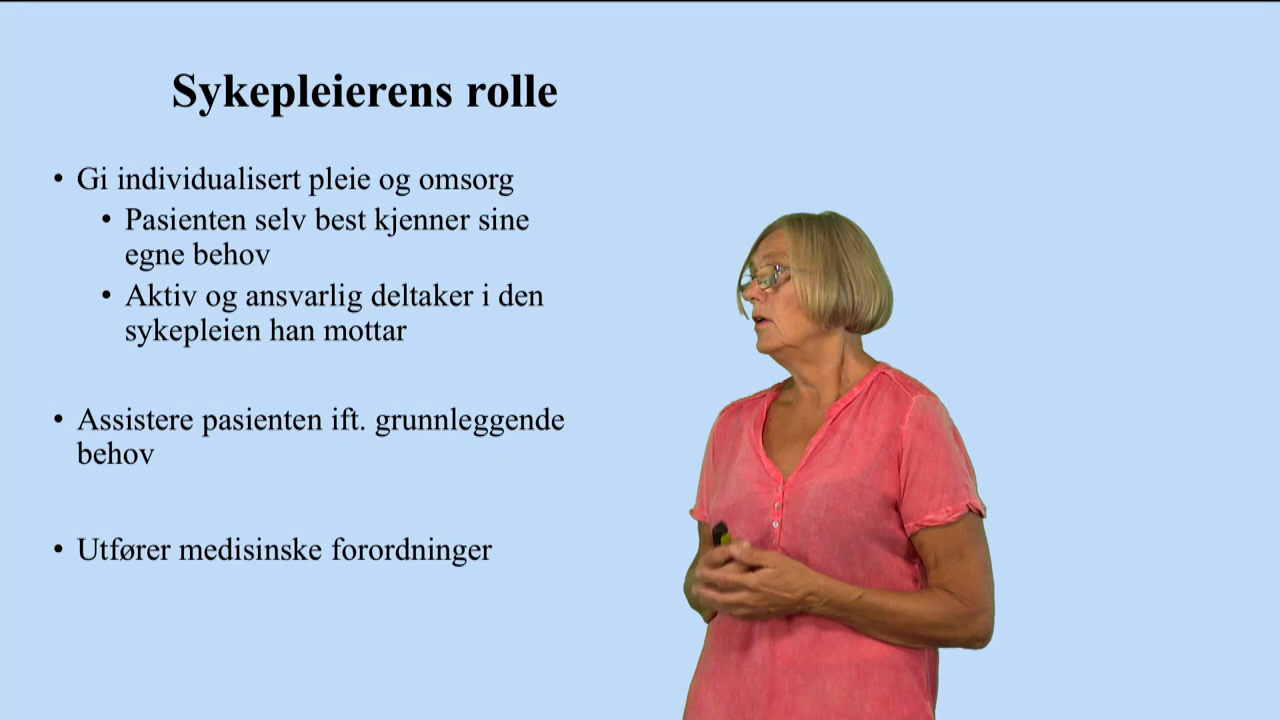 Sykepleierens rolle
• Gi individualisert pleie og omsorg
• Pasienten selv best kjenner sine
egne behov
• Aktiv og ansvarlig deltaker i den
sykepleien han mottar
• Assistere pasienten ift. grunnleggende
behov
• Utfører medisinske forordninger